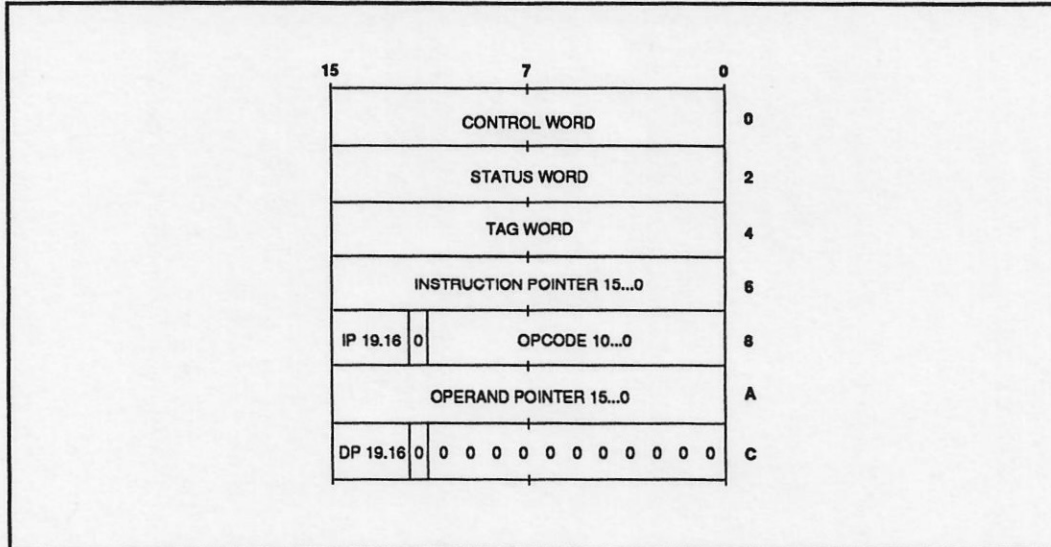 15 7 0
CONTROL WORD 0
STATUS WORD 2
TAG WORD 4
INSTRUCTION POINTER 15...0 6
IP 19.16 0 OPCODE 10...0 8
OPERAND POINTER 15...0 A
DP 19.16 0 0 0 0 0 0 0 0 0 0 0 0 C